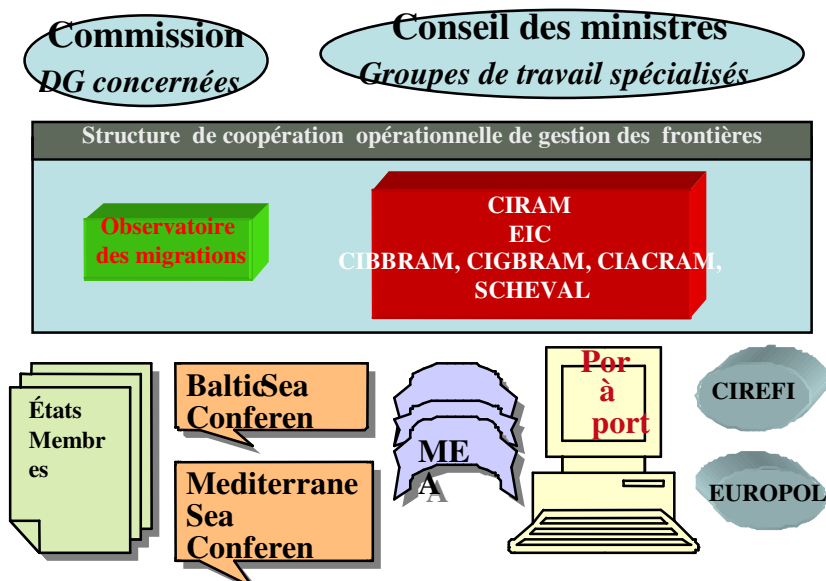 Commission
DG concernées
Conseil des ministres
Groupes de travail spécialisés
Structure de coopération opérationnelle de gestion des frontières
Observatoire
des migrations
CIRAM
EIC
CIBBRAM, CIGBRAM, CIACRAM,
SCHEVAL
États
Membr
es
Baltic Sea
Conferen
Mediterrane
Sea
Conferen
ME
A
Por
à
port
CIREFI
EUROPOL